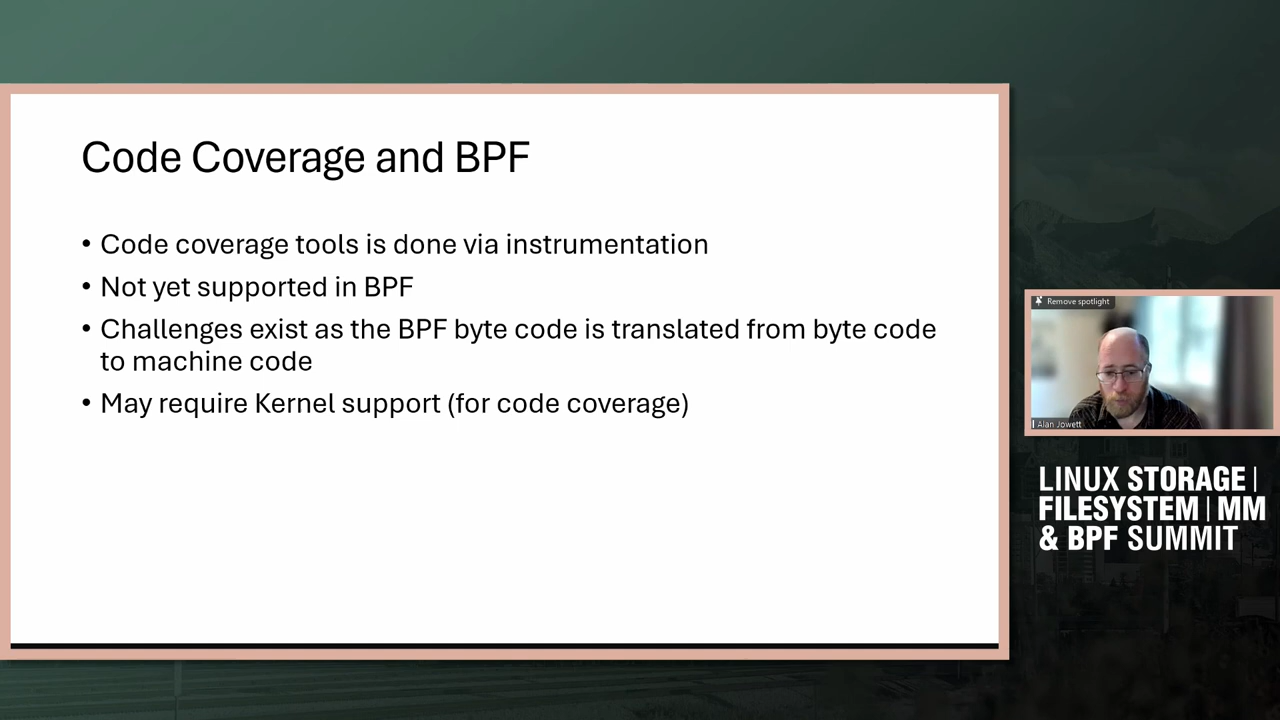 Code Coverage and BPF
• Code coverage tools is done via instrumentation
• Not yet supported in BPF
• Challenges exist as the BPF byte code is translated from byte code
to machine code
• May require Kernel support (for code coverage)
Remove spotlight
Alan Jowett
LINUX STORAGE |
FILESYSTEM | MM
& BPF SUMMIT